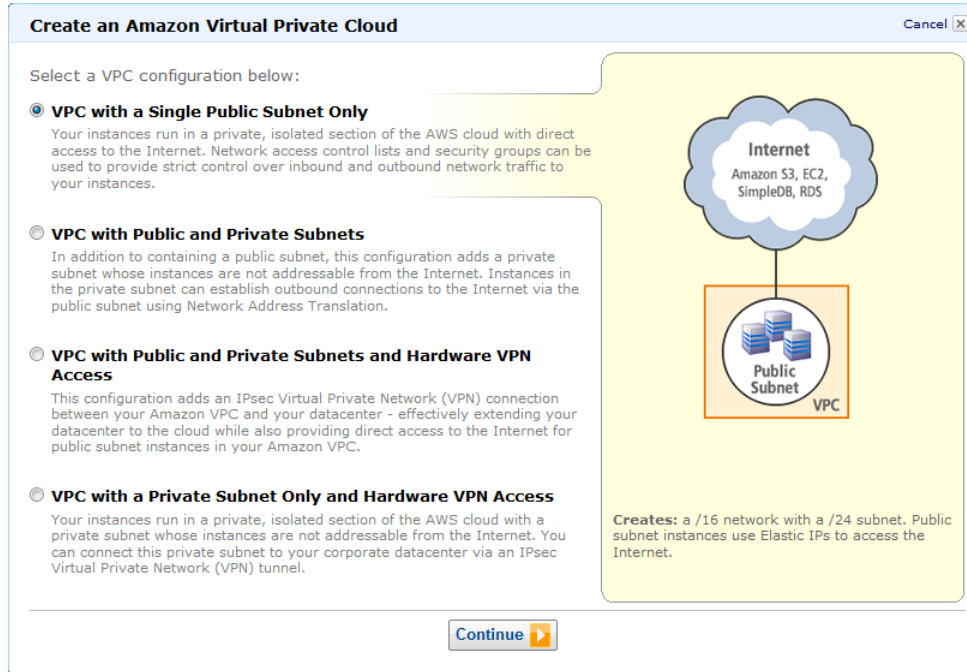 Create an Amazon Virtual Private Cloud
Cancel
Select a VPC configuration below:
VPC with a Single Public Subnet Only
Your instances run in a private, isolated section of the AWS cloud with direct
access to the Internet. Network access control lists and security groups can be
used to provide strict control over inbound and outbound network traffic to
your instances.
VPC with Public and Private Subnets
In addition to containing a public subnet, this configuration adds a private
subnet whose instances are not addressable from the Internet. Instances in
the private subnet can establish outbound connections to the Internet via the
public subnet using Network Address Translation.
VPC with Public and Private Subnets and Hardware VPN
Access
This configuration adds an IPsec Virtual Private Network (VPN) connection
between your Amazon VPC and your datacenter - effectively extending your
datacenter to the cloud while also providing direct access to the Internet for
public subnet instances in your Amazon VPC.
VPC with a Private Subnet Only and Hardware VPN Access
Your instances run in a private, isolated section of the AWS cloud with a
private subnet whose instances are not addressable from the Internet. You
can connect this private subnet to your corporate datacenter via an IPsec
Virtual Private Network (VPN) tunnel.
Internet
Amazon S3, EC2,
SimpleDB, RDS
Public
Subnet
VPC
Creates: a /16 network with a /24 subnet. Public
subnet instances use Elastic IPs to access the
Internet.
Continue